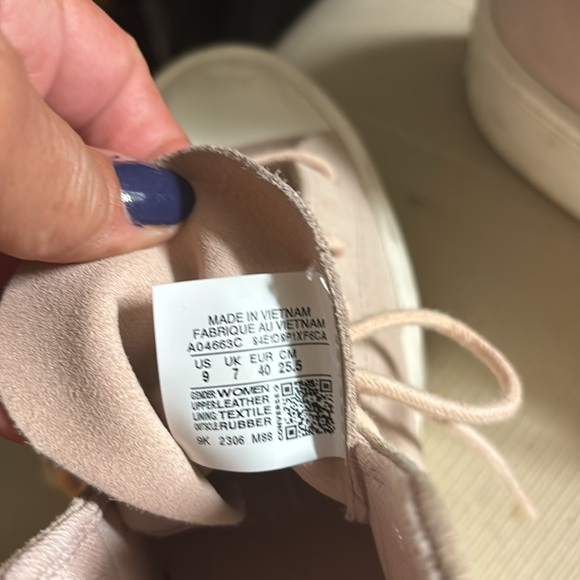 MADE IN VIETNAM
FABRIQUE AU VIETNAM
A04663C
US UK EUR CM
9 7 40 25.5
GENDER: WOMEN
UPPER: LEATHER
LINING: TEXTILE
OUTSOLE: RUBBER
CONVERSE
9K 2306 M88